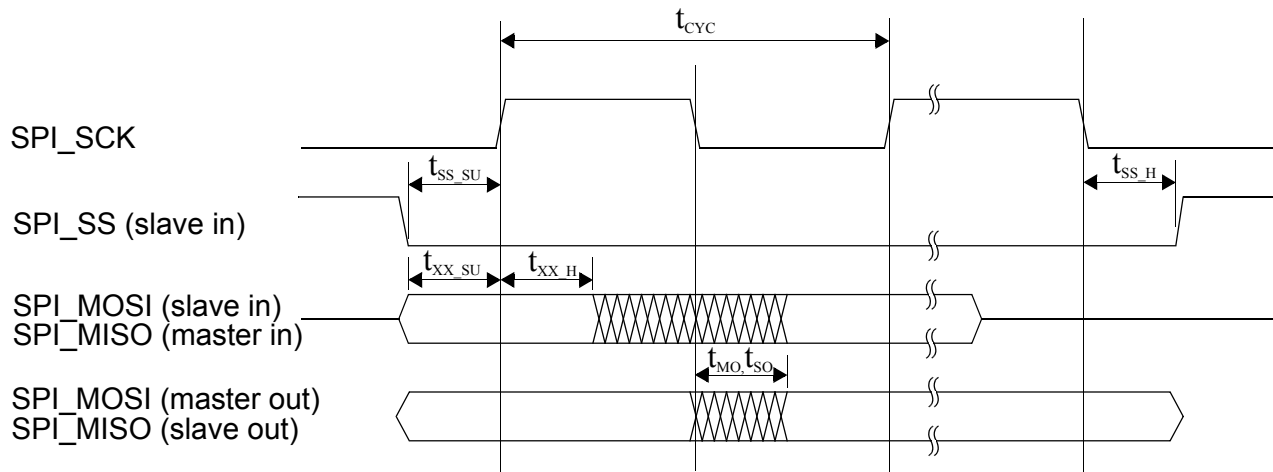 tCYC
SPI_SCK
tSS_SU
tSS_H
SPI_SS (slave in)
tXX_SU
tXX_H
SPI_MOSI (slave in)
SPI_MISO (master in)
tMO, tSO
SPI_MOSI (master out)
SPI_MISO (slave out)